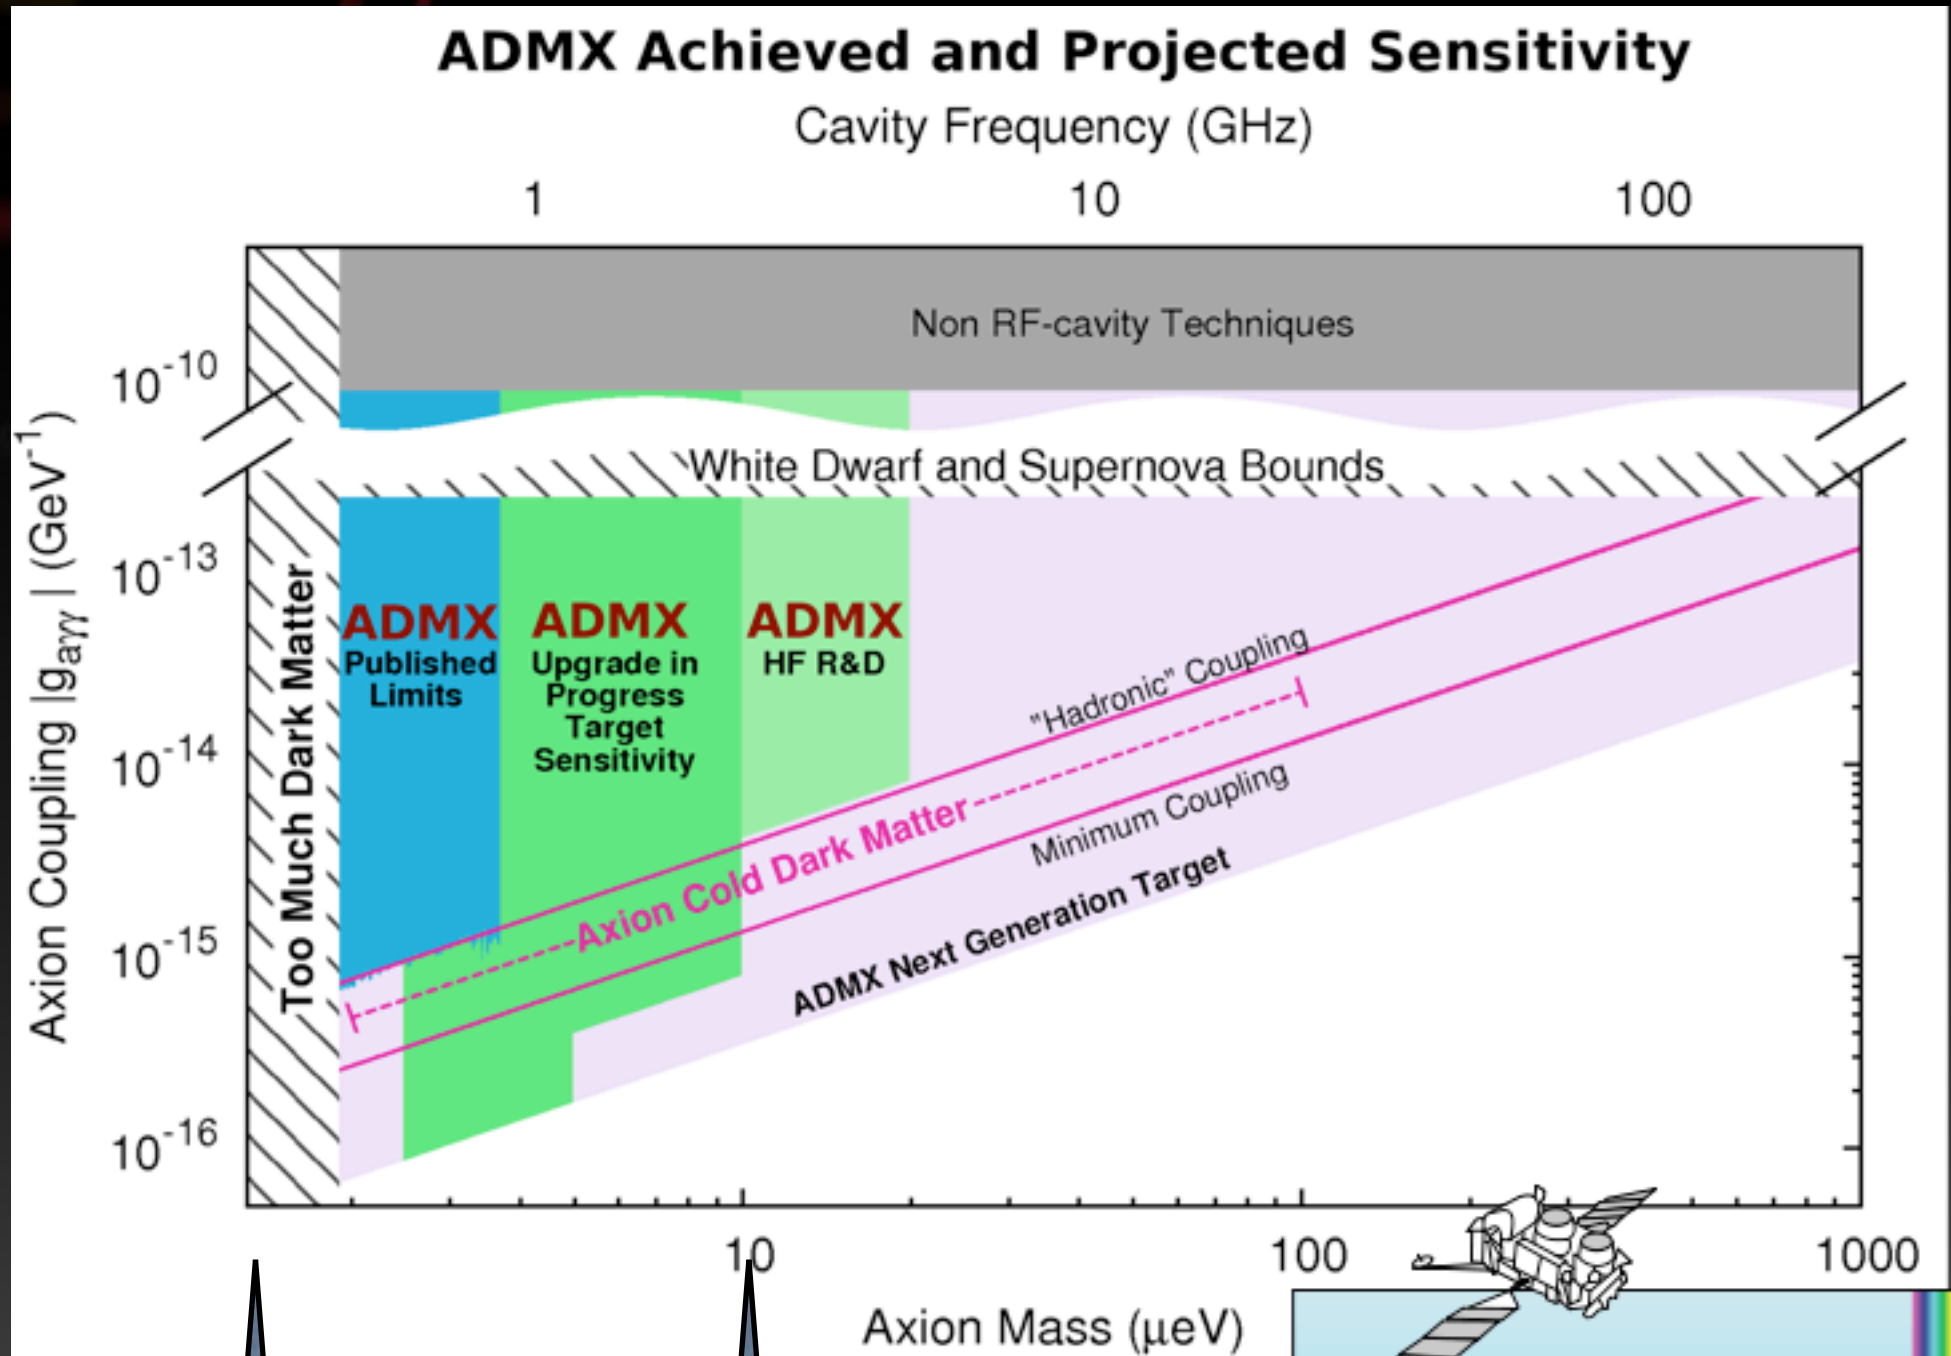 ADMX Achieved and Projected Sensitivity
Cavity Frequency (GHz)
1 10 100
Non RF-cavity Techniques
10^-10
White Dwarf and Supernova Bounds
10^-13
10^-14
10^-15
10^-16
Axion Coupling |g_aγγ| (GeV^-1)
Too Much Dark Matter
ADMX
Published
Limits
ADMX
Upgrade in
Progress
Target
Sensitivity
ADMX
HF R&D
"Hadronic" Coupling
Axion Cold Dark Matter
Minimum Coupling
ADMX Next Generation Target
10 100 1000
Axion Mass (μeV)